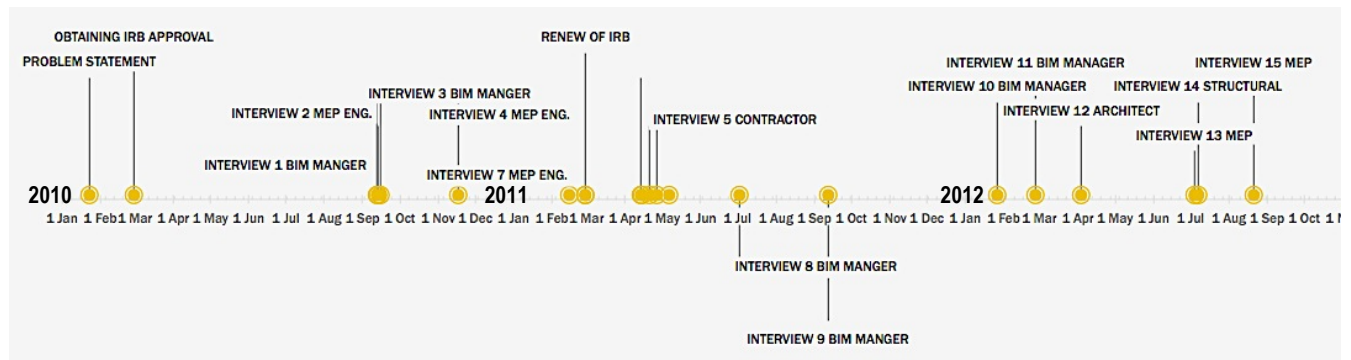 OBTAINING IRB APPROVAL
RENEW OF IRB
PROBLEM STATEMENT
INTERVIEW 11 BIM MANAGER
INTERVIEW 15 MEP
INTERVIEW 3 BIM MANGER
INTERVIEW 10 BIM MANAGER
INTERVIEW 14 STRUCTURAL
INTERVIEW 2 MEP ENG.
INTERVIEW 4 MEP ENG.
INTERVIEW 5 CONTRACTOR
INTERVIEW 12 ARCHITECT
INTERVIEW 13 MEP
INTERVIEW 1 BIM MANGER
INTERVIEW 7 MEP ENG.
2010 2011 2012
1 Jan 1 Feb 1 Mar 1 Apr 1 May 1 Jun 1 Jul 1 Aug 1 Sep 1 Oct 1 Nov 1 Dec 1 Jan 1 Feb 1 Mar 1 Apr 1 May 1 Jun 1 Jul 1 Aug 1 Sep 1 Oct 1 Nov 1 Dec 1 Jan 1 Feb 1 Mar 1 Apr 1 May 1 Jun 1 Jul 1 Aug 1 Sep 1 Oct 1
INTERVIEW 8 BIM MANGER
INTERVIEW 9 BIM MANGER